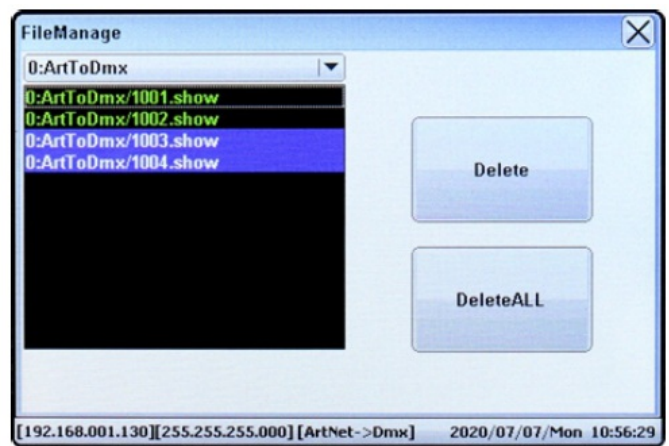 FileManage
0:ArtToDmx
0:ArtToDmx/1001.show
0:ArtToDmx/1002.show
0:ArtToDmx/1003.show
0:ArtToDmx/1004.show
Delete
DeleteALL
[192.168.001.130][255.255.255.000] [ArtNet->Dmx] 2020/07/07/Mon 10:56:29